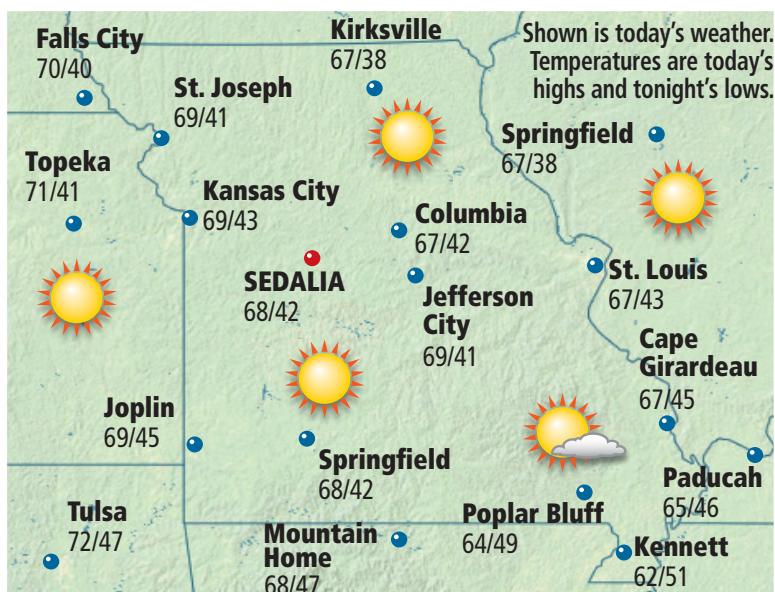 Shown is today's weather.
Temperatures are today's
highs and tonight's lows.
Falls City
70/40
Kirksville
67/38
St. Joseph
69/41
Springfield
67/38
Topeka
71/41
Kansas City
69/43
Columbia
67/42
SEDALIA
68/42
St. Louis
67/43
Jefferson
City
69/41
Cape
Girardeau
67/45
Joplin
69/45
Springfield
68/42
Paducah
65/46
Tulsa
72/47
Mountain
Home
68/47
Poplar Bluff
64/49
Kennett
62/51